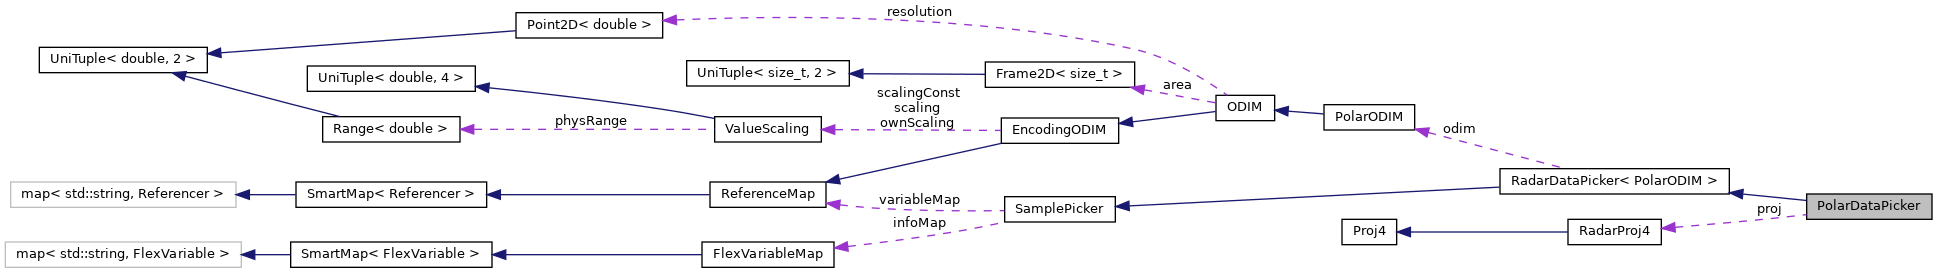 resolution
Point2D< double >
UniTuple< double, 2 >
UniTuple< double, 4 >
UniTuple< size_t, 2 >
Frame2D< size_t >
area
scalingConst
scaling
ownScaling
ODIM
PolarODIM
Range< double >
physRange
ValueScaling
EncodingODIM
odim
map< std::string, Referencer >
SmartMap< Referencer >
ReferenceMap
variableMap
infoMap
SamplePicker
RadarDataPicker< PolarODIM >
PolarDataPicker
proj
Proj4
RadarProj4
map< std::string, FlexVariable >
SmartMap< FlexVariable >
FlexVariableMap